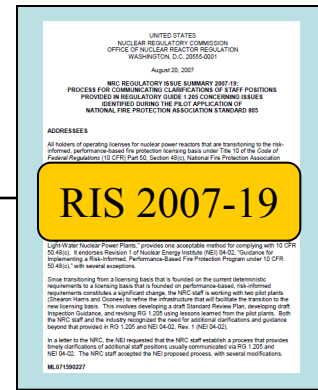 UNITED STATES
NUCLEAR REGULATORY COMMISSION
OFFICE OF NUCLEAR REACTOR REGULATION
WASHINGTON, D.C. 20555-0001
August 20, 2007
NRC REGULATORY ISSUE SUMMARY 2007-19:
PROCESS FOR COMMUNICATING CLARIFICATIONS OF STAFF POSITIONS
PROVIDED IN REGULATORY GUIDE 1.205 CONCERNING ISSUES
IDENTIFIED DURING THE PILOT APPLICATION OF
NATIONAL FIRE PROTECTION ASSOCIATION STANDARD 805
ADDRESSEES
All holders of operating licenses for nuclear power reactors that are transitioning to the risk-
informed, performance-based fire protection licensing basis under Title 10 of the Code of
Federal Regulations (10 CFR) Part 50, Section 48(c), National Fire Protection Association
RIS 2007-19
Light-Water Nuclear Power Plants," provides one acceptable method for complying with 10 CFR
50.48(c). It endorses Revision 1 of Nuclear Energy Institute (NEI) 04-02, "Guidance for
Implementing a Risk-Informed, Performance-Based Fire Protection Program under 10 CFR
50.48(c)," with several exceptions.
Since transitioning from a licensing basis that is founded on the current deterministic
requirements to a licensing basis that is founded on performance-based, risk-informed
requirements constitutes a significant change, the NRC staff is working with two pilot plants
(Shearon Harris and Oconee) to refine the infrastructure that will facilitate the transition to the
new licensing basis. This involves developing a draft Standard Review Plan, developing draft
Inspection Guidance, and revising RG 1.205 using lessons learned from the pilot plants. Both
the NRC staff and the industry recognized the need for additional clarifications and guidance
beyond that provided in RG 1.205 and NEI 04-02, Rev. 1 (NEI 04-02).
In a letter to the NRC, the NEI requested that the NRC staff establish a process that provides
timely clarifications of additional staff positions usually communicated via RG 1.205 and
NEI 04-02. The NRC staff accepted the NEI proposed process, with several modifications.
ML071590227